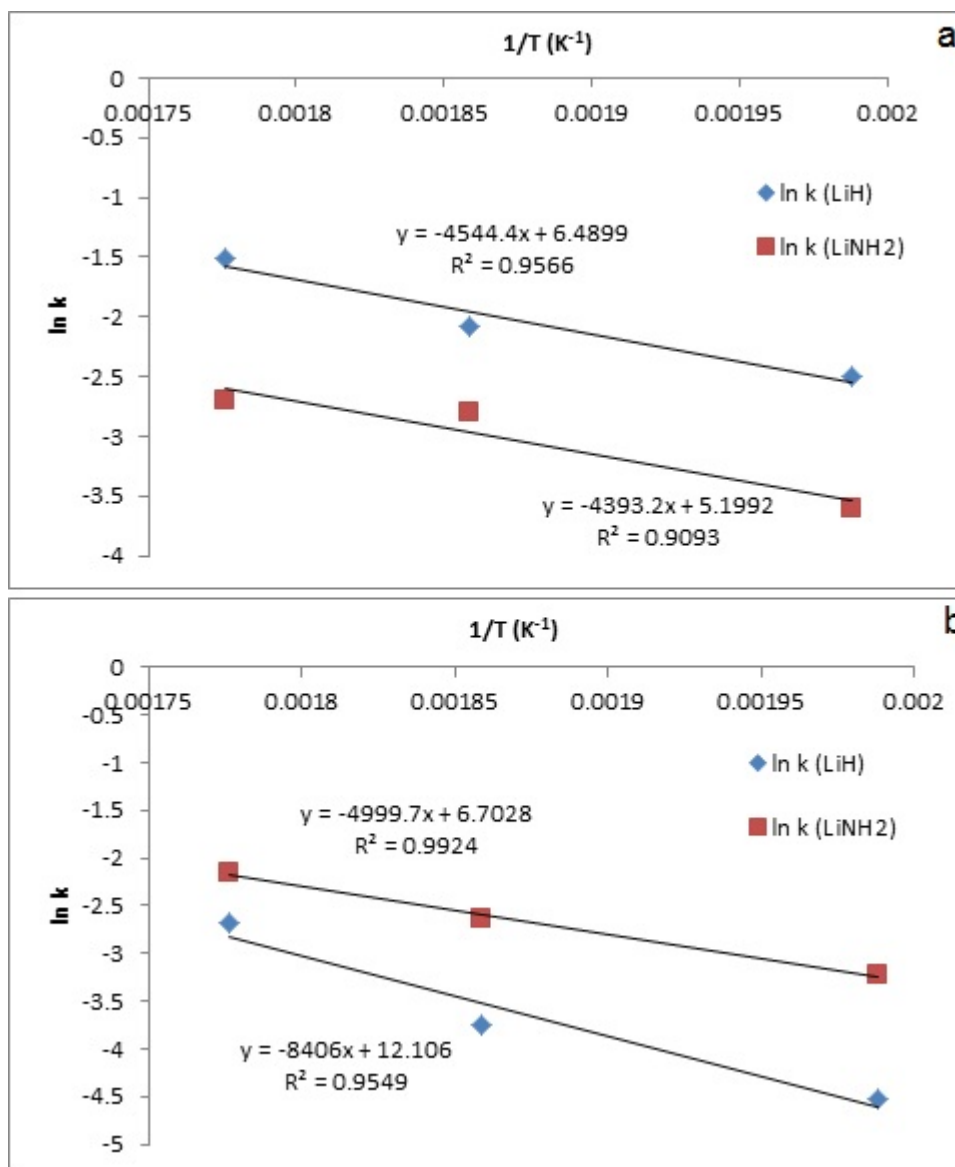 a
1/T (K⁻¹)
0
0.00175 0.0018 0.00185 0.0019 0.00195 0.002
-0.5
-1
ln k (LiH)
y = -4544.4x + 6.4899
R² = 0.9566
ln k (LiNH2)
-1.5
ln k
-2
-2.5
-3
y = -4393.2x + 5.1992
R² = 0.9093
-3.5
-4
b
1/T (K⁻¹)
0
0.00175 0.0018 0.00185 0.0019 0.00195 0.002
-0.5
-1
ln k (LiH)
-1.5
y = -4999.7x + 6.7028
R² = 0.9924
ln k (LiNH2)
-2
ln k
-2.5
-3
-3.5
-4
y = -8406x + 12.106
R² = 0.9549
-4.5
-5